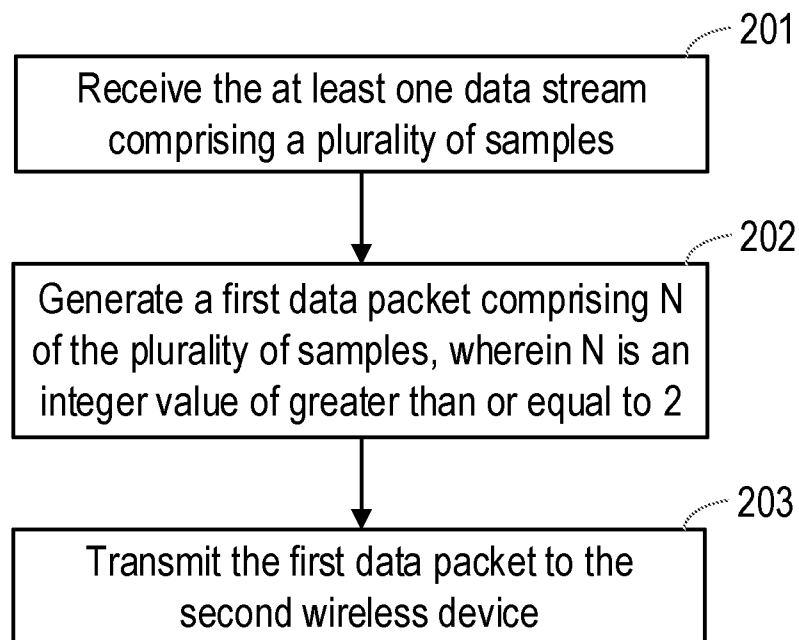 201
Receive the at least one data stream
comprising a plurality of samples
202
Generate a first data packet comprising N
of the plurality of samples, wherein N is an
integer value of greater than or equal to 2
203
Transmit the first data packet to the
second wireless device